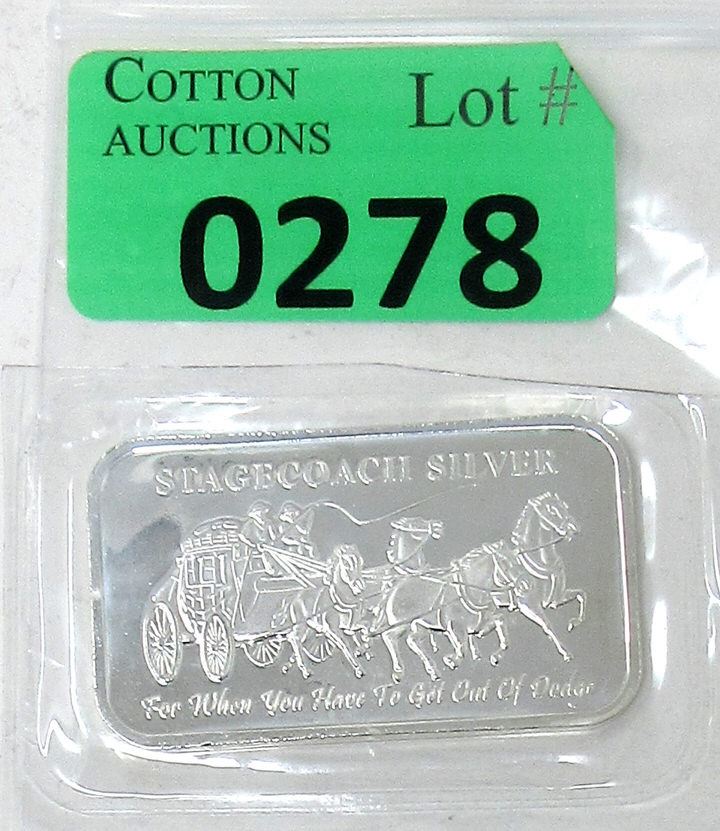 COTTON
AUCTIONS
Lot #
0278
STAGECOACH SILVER
For When You Have To Get Out Of Dodge